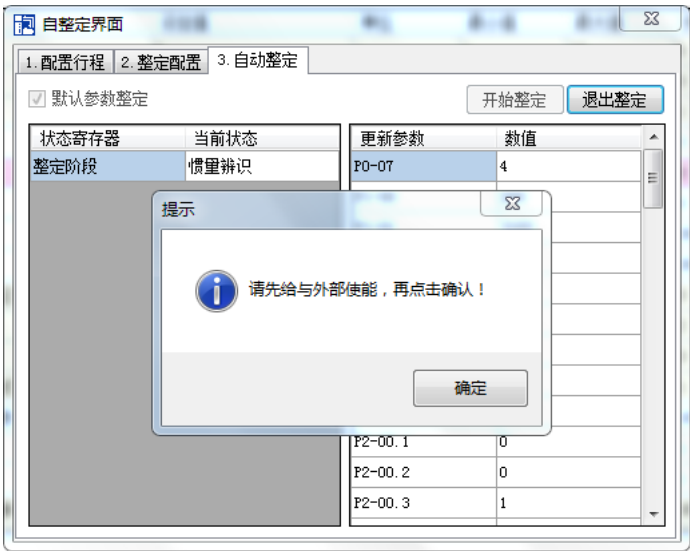 自整定界面
1.配置行程 2.整定配置 3.自动整定
默认参数整定 开始整定 退出整定
状态寄存器 当前状态 更新参数 数值
整定阶段 惯量辨识 P0-07 4
提示
请先给与外部使能，再点击确认！
确定
P2-00.1 0
P2-00.2 0
P2-00.3 1